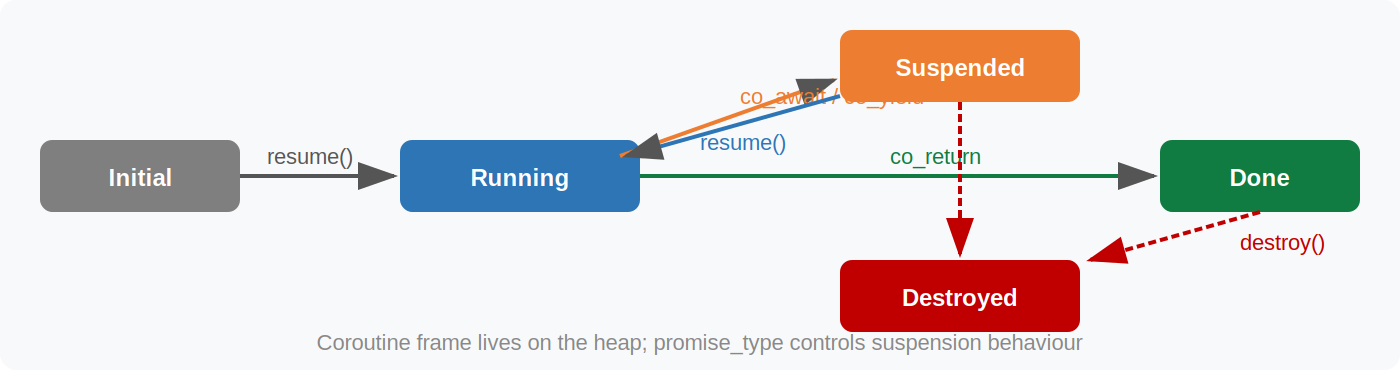 Suspended
co_await / co_yield
resume()
resume()
co_return
Initial
Running
Done
destroy()
Destroyed
Coroutine frame lives on the heap; promise_type controls suspension behaviour